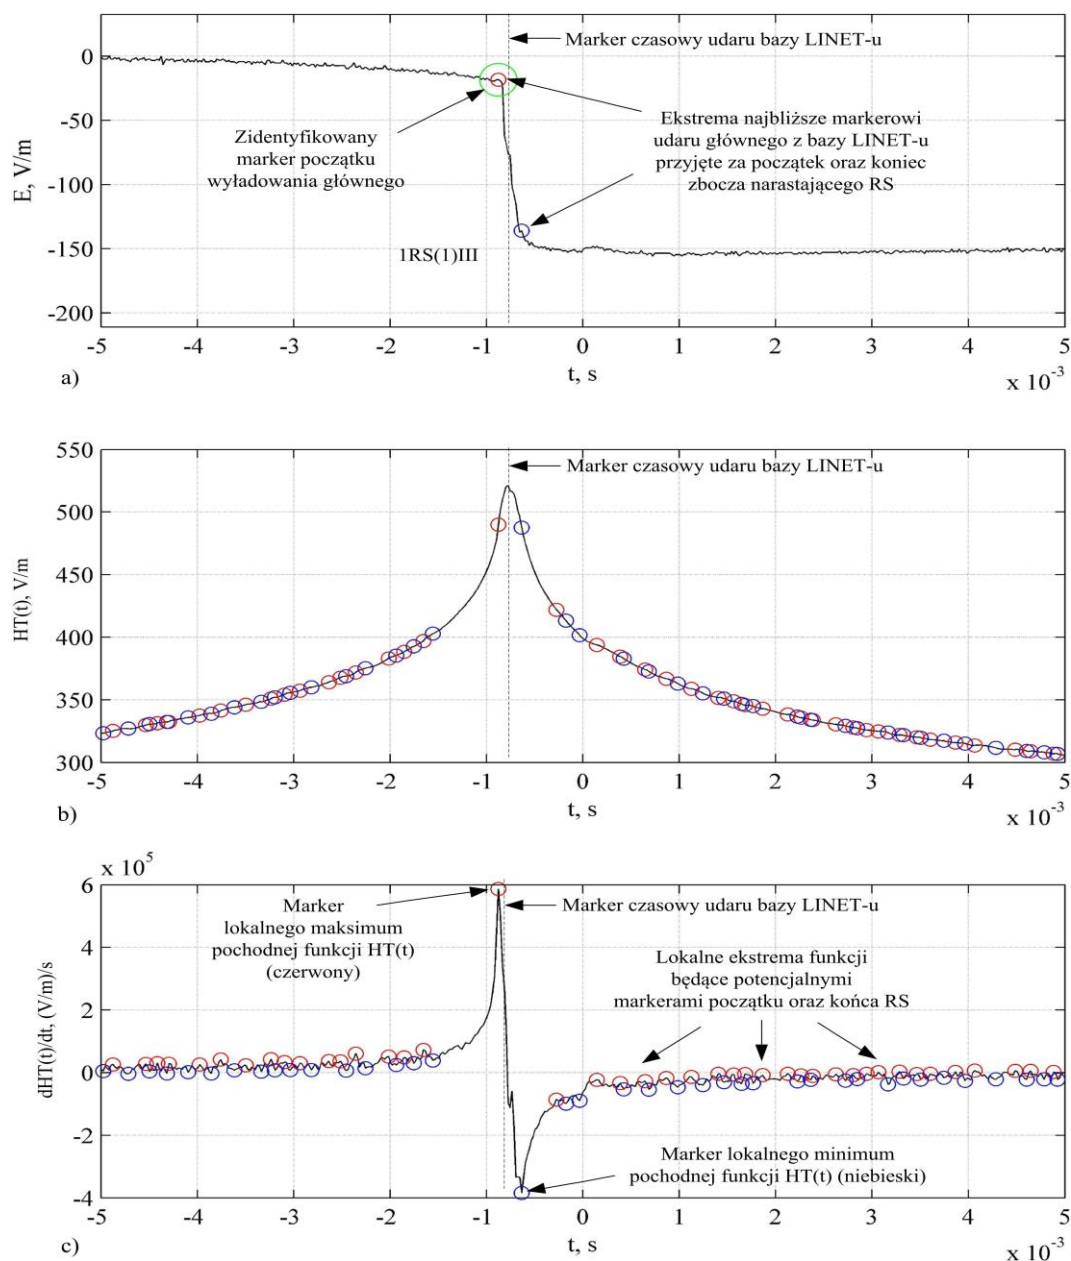 0
-50
-100
-150
-200
E, V/m
Marker czasowy udaru bazy LINET-u
Zidentyfikowany
marker początku
wyładowania głównego
Ekstrema najbliższe markerowi
udaru głównego z bazy LINET-u
przyjęte za początek oraz koniec
zbocza narastającego RS
1RS(1)III
-5 -4 -3 -2 -1 0 1 2 3 4 5
t, s
x 10-3
a)
550
500
450
400
350
300
HT(t), V/m
Marker czasowy udaru bazy LINET-u
-5 -4 -3 -2 -1 0 1 2 3 4 5
t, s
x 10-3
b)
x 105
6
4
2
0
-2
-4
dHT(t)/dt, (V/m)/s
Marker
lokalnego maksimum
pochodnej funkcji HT(t)
(czerwony)
Marker czasowy udaru bazy LINET-u
Lokalne ekstrema funkcji
będące potencjalnymi
markerami początku oraz końca RS
Marker lokalnego minimum
pochodnej funkcji HT(t) (niebieski)
-5 -4 -3 -2 -1 0 1 2 3 4 5
t, s
x 10-3
c)